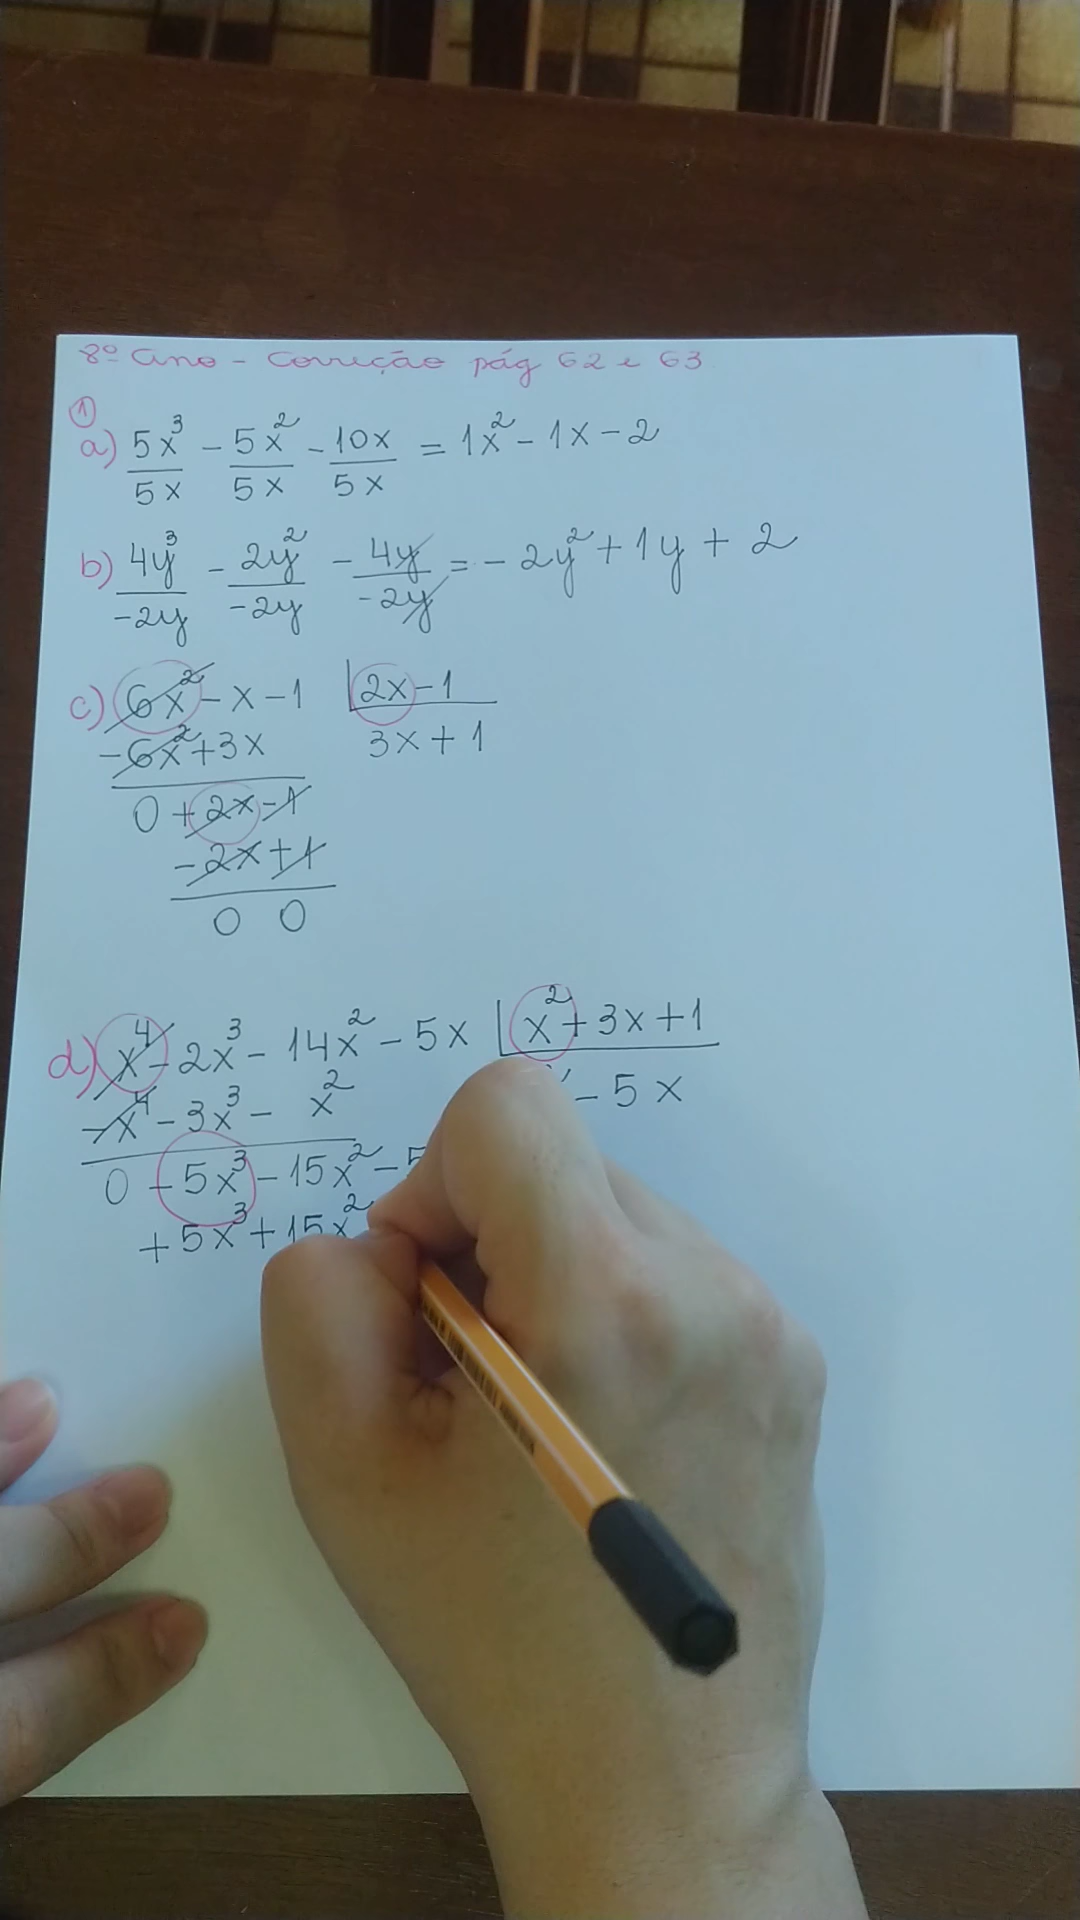 8º ano - Correção pág 62 e 63
①
a) 5x³/5x - 5x²/5x - 10x/5x = 1x² - 1x - 2
b) 4y³/-2y - 2y²/-2y - 4y/-2y = - 2y² + 1y + 2
c) 6x² - x - 1 |2x - 1
-6x² + 3x 3x + 1
0 + 2x - 1
-2x + 1
0 0
d) x⁴ - 2x³ - 14x² - 5x |x² + 3x + 1
-x⁴ - 3x³ - x² - 5x
0 - 5x³ - 15x² - 5
+ 5x³ + 15x²